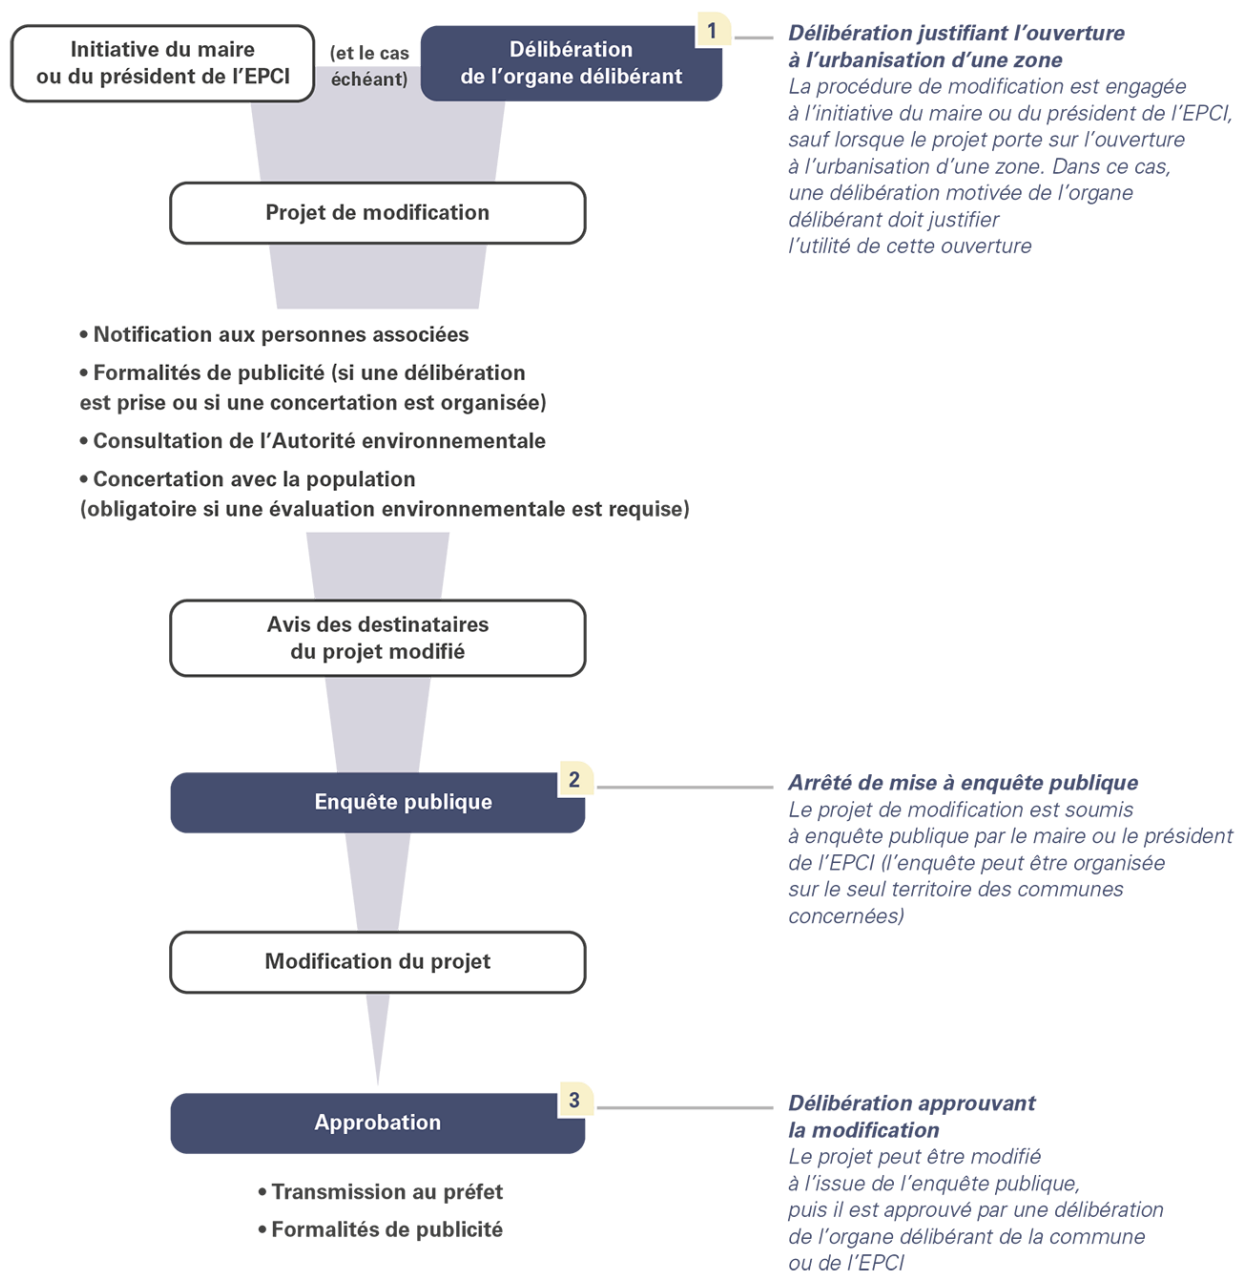 Initiative du maire
ou du président de l’EPCI
(et le cas
échéant)
Délibération
de l’organe délibérant
1
Délibération justifiant l’ouverture
à l’urbanisation d’une zone
La procédure de modification est engagée
à l’initiative du maire ou du président de l’EPCI,
sauf lorsque le projet porte sur l’ouverture
à l’urbanisation d’une zone. Dans ce cas,
une délibération motivée de l’organe
délibérant doit justifier
l’utilité de cette ouverture
Projet de modification
• Notification aux personnes associées
• Formalités de publicité (si une délibération
est prise ou si une concertation est organisée)
• Consultation de l’Autorité environnementale
• Concertation avec la population
(obligatoire si une évaluation environnementale est requise)
Avis des destinataires
du projet modifié
Enquête publique
2
Arrêté de mise à enquête publique
Le projet de modification est soumis
à enquête publique par le maire ou le président
de l’EPCI (l’enquête peut être organisée
sur le seul territoire des communes
concernées)
Modification du projet
Approbation
3
Délibération approuvant
la modification
Le projet peut être modifié
à l’issue de l’enquête publique,
puis il est approuvé par une délibération
de l’organe délibérant de la commune
ou de l’EPCI
• Transmission au préfet
• Formalités de publicité